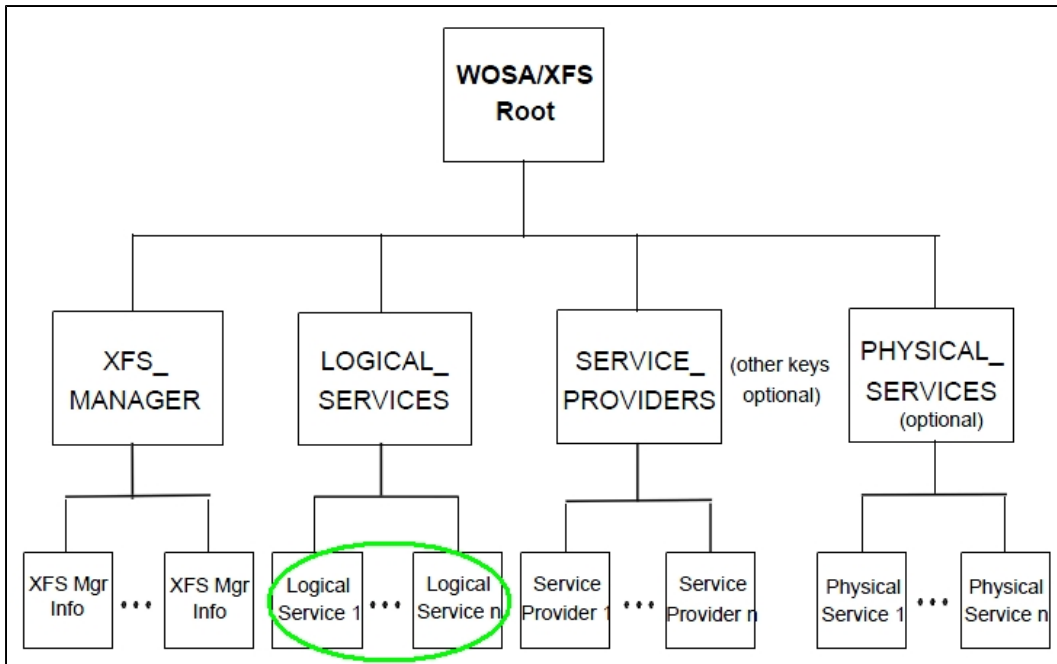 WOSA/XFS
Root
XFS_
MANAGER
LOGICAL_
SERVICES
SERVICE_
PROVIDERS
(other keys
optional)
PHYSICAL_
SERVICES
(optional)
XFS Mgr
Info
•••
XFS Mgr
Info
Logical
Service 1
•••
Logical
Service n
Service
Provider 1
•••
Service
Provider n
Physical
Service 1
•••
Physical
Service n